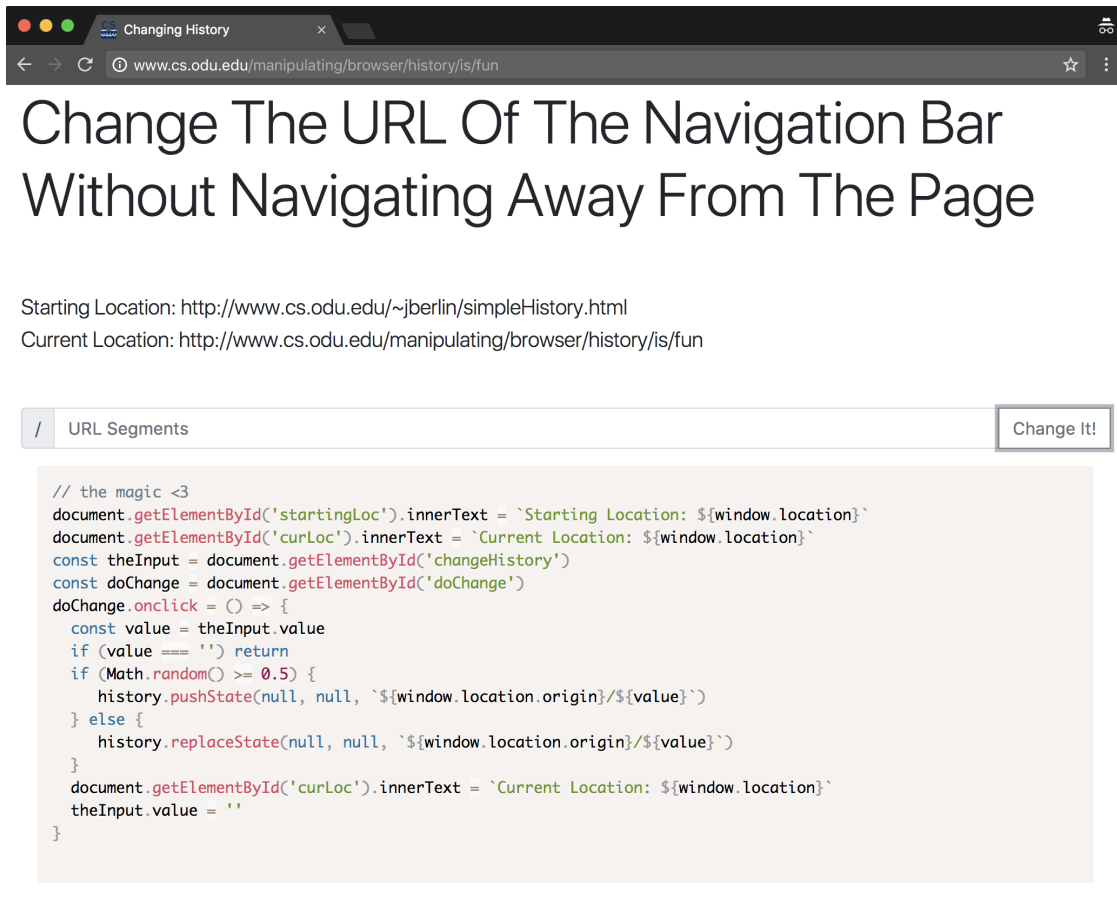 CS
Changing History
www.cs.odu.edu/manipulating/browser/history/is/fun
Change The URL Of The Navigation Bar
Without Navigating Away From The Page
Starting Location: http://www.cs.odu.edu/~jberlin/simpleHistory.html
Current Location: http://www.cs.odu.edu/manipulating/browser/history/is/fun
/ URL Segments Change It!
// the magic <3
document.getElementById('startingLoc').innerText = `Starting Location: ${window.location}`
document.getElementById('curLoc').innerText = `Current Location: ${window.location}`
const theInput = document.getElementById('changeHistory')
const doChange = document.getElementById('doChange')
doChange.onclick = () => {
  const value = theInput.value
  if (value === '') return
  if (Math.random() >= 0.5) {
     history.pushState(null, null, `${window.location.origin}/${value}`)
  } else {
     history.replaceState(null, null, `${window.location.origin}/${value}`)
  }
  document.getElementById('curLoc').innerText = `Current Location: ${window.location}`
  theInput.value = ''
}